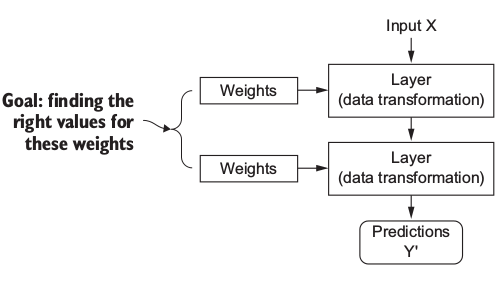 Input X
Goal: finding the
right values for
these weights
Weights
Layer
(data transformation)
Weights
Layer
(data transformation)
Predictions
Y'